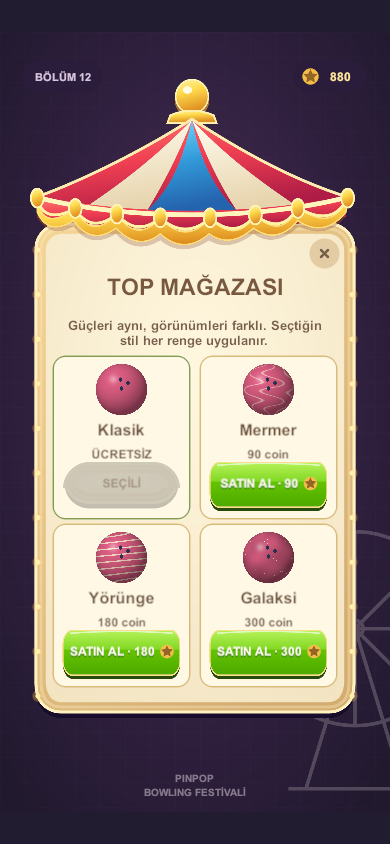 BÖLÜM 12
880
TOP MAĞAZASI
Güçleri aynı, görünümleri farklı. Seçtiğin
stil her renge uygulanır.
Klasik
ÜCRETSİZ
SEÇİLİ
Mermer
90 coin
SATIN AL · 90
Yörünge
180 coin
SATIN AL · 180
Galaksi
300 coin
SATIN AL · 300
PINPOP
BOWLING FESTİVALİ